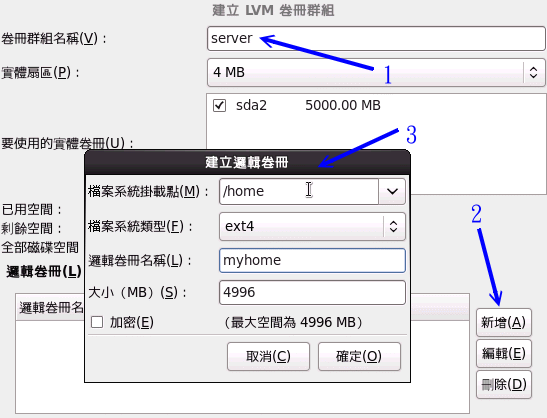 建立 LVM 卷冊群組
卷冊群組名稱(V)：
server
1
實體扇區(P)：
4 MB
sda2 5000.00 MB
要使用的實體卷冊(U)：
3
建立邏輯卷冊
檔案系統掛載點(M)：
/home
檔案系統類型(F)：
ext4
邏輯卷冊名稱(L)：
myhome
大小（MB）(S)：
4996
加密(E)
（最大空間為 4996 MB）
取消(C)
確定(O)
已用空間：
剩餘空間：
全部磁碟空間
邏輯卷冊(L)
邏輯卷冊名
2
新增(A)
編輯(E)
刪除(D)